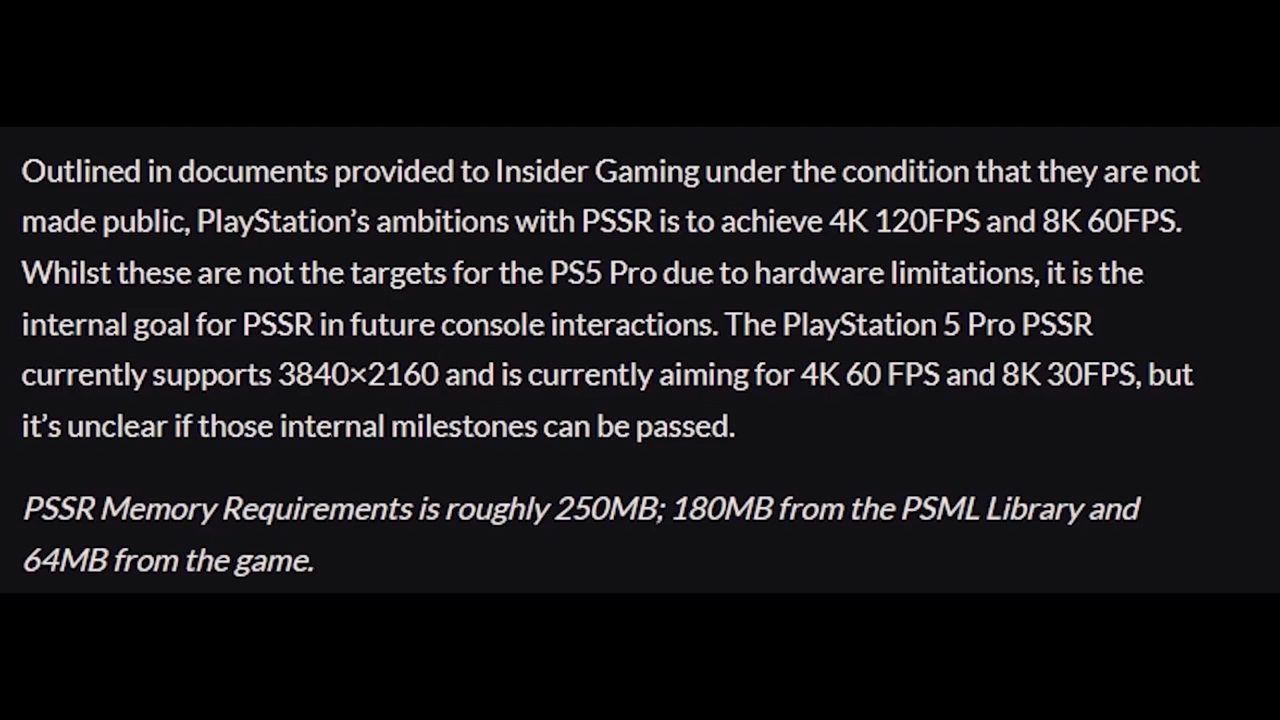 Outlined in documents provided to Insider Gaming under the condition that they are not
made public, PlayStation’s ambitions with PSSR is to achieve 4K 120FPS and 8K 60FPS.
Whilst these are not the targets for the PS5 Pro due to hardware limitations, it is the
internal goal for PSSR in future console interactions. The PlayStation 5 Pro PSSR
currently supports 3840×2160 and is currently aiming for 4K 60 FPS and 8K 30FPS, but
it’s unclear if those internal milestones can be passed.
PSSR Memory Requirements is roughly 250MB; 180MB from the PSML Library and
64MB from the game.